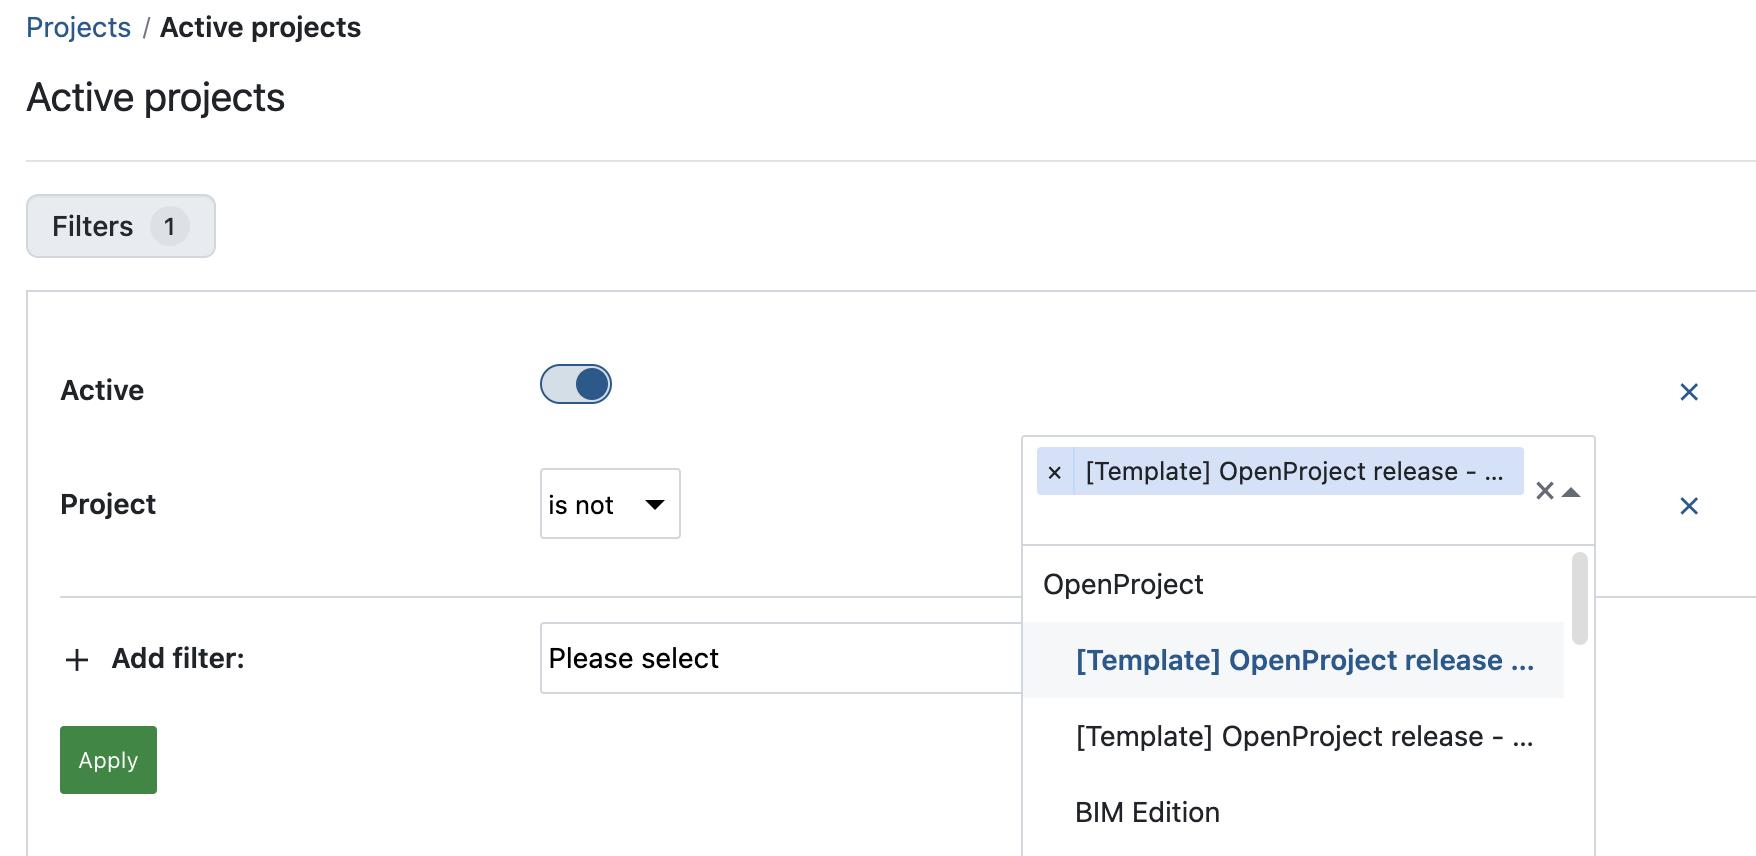 Projects / Active projects
Active projects
Filters 1
Active
Project
is not
[Template] OpenProject release - ...
OpenProject
[Template] OpenProject release ...
[Template] OpenProject release - ...
BIM Edition
Add filter:
Please select
Apply